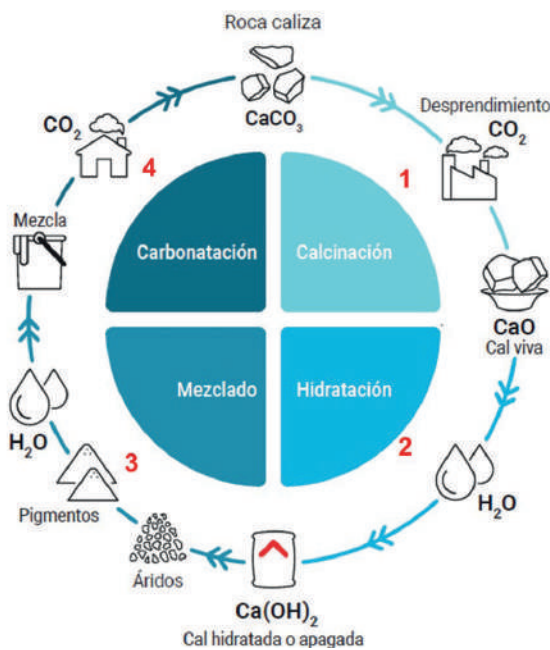 Roca caliza
CaCO₃
Desprendimiento
CO₂
1
Calcinación
CaO
Cal viva
Hidratación
2
H₂O
Ca(OH)₂
Cal hidratada o apagada
Áridos
Pigmentos
3
Mezclado
H₂O
Mezcla
Carbonatación
4
CO₂